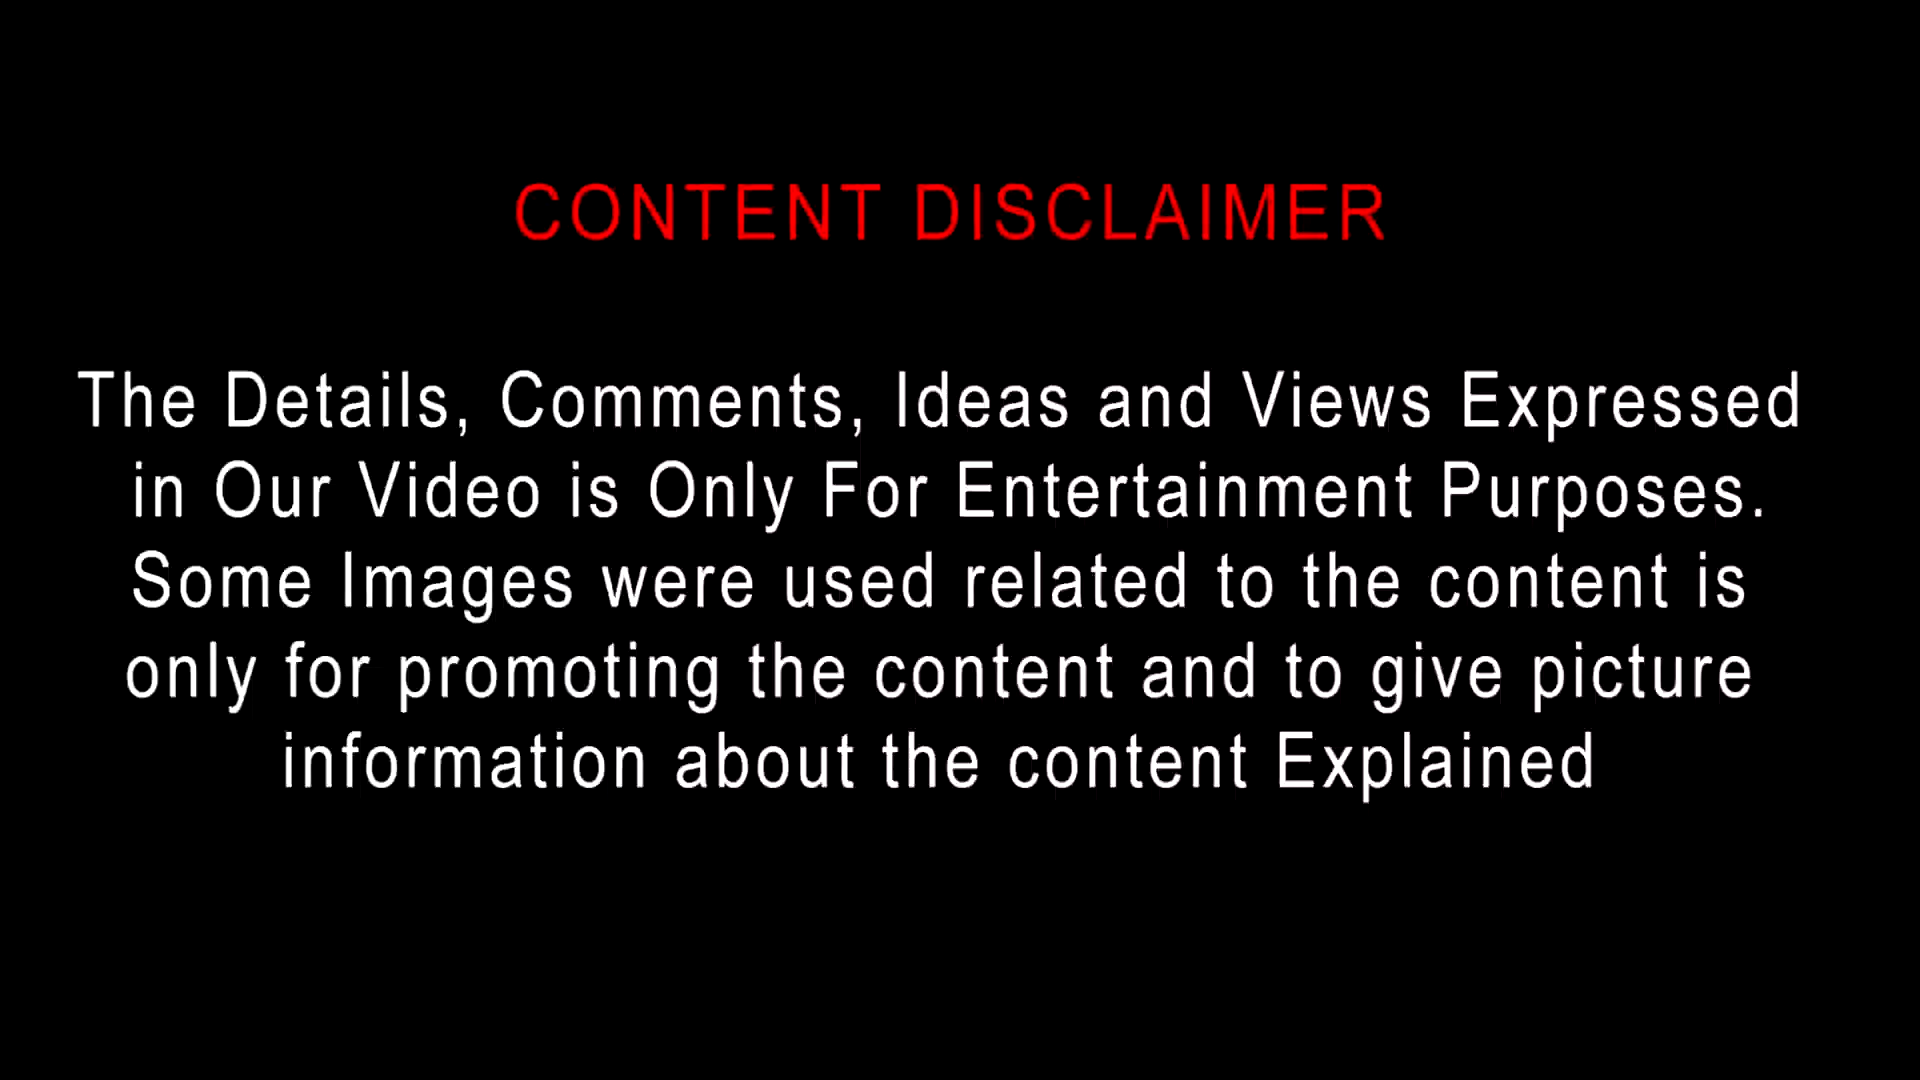 CONTENT DISCLAIMER
The Details, Comments, Ideas and Views Expressed
in Our Video is Only For Entertainment Purposes.
Some Images were used related to the content is
only for promoting the content and to give picture
information about the content Explained